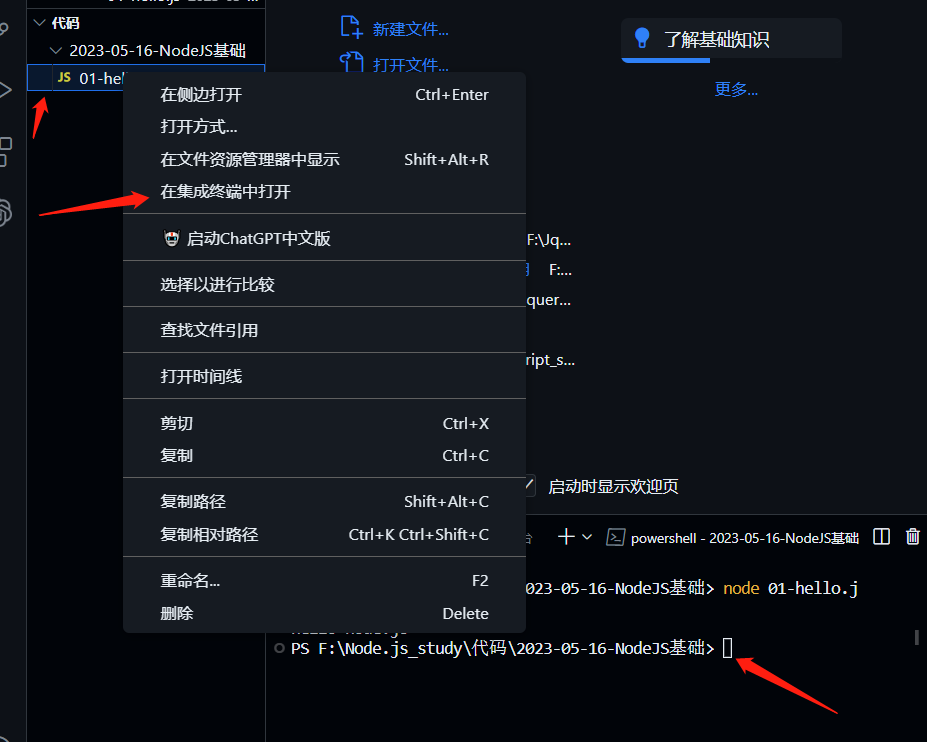 代码
2023-05-16-NodeJS基础
JS 01-hel
新建文件...
打开文件...
了解基础知识
更多...
在侧边打开 Ctrl+Enter
打开方式...
在文件资源管理器中显示 Shift+Alt+R
在集成终端中打开
启动ChatGPT中文版
选择以进行比较
查找文件引用
打开时间线
剪切 Ctrl+X
复制 Ctrl+C
复制路径 Shift+Alt+C
复制相对路径 Ctrl+K Ctrl+Shift+C
重命名... F2
删除 Delete
F:\Jq...
F:...
quer...
ript_s...
启动时显示欢迎页
powershell - 2023-05-16-NodeJS基础
023-05-16-NodeJS基础> node 01-hello.j
PS F:\Node.js_study\代码\2023-05-16-NodeJS基础>